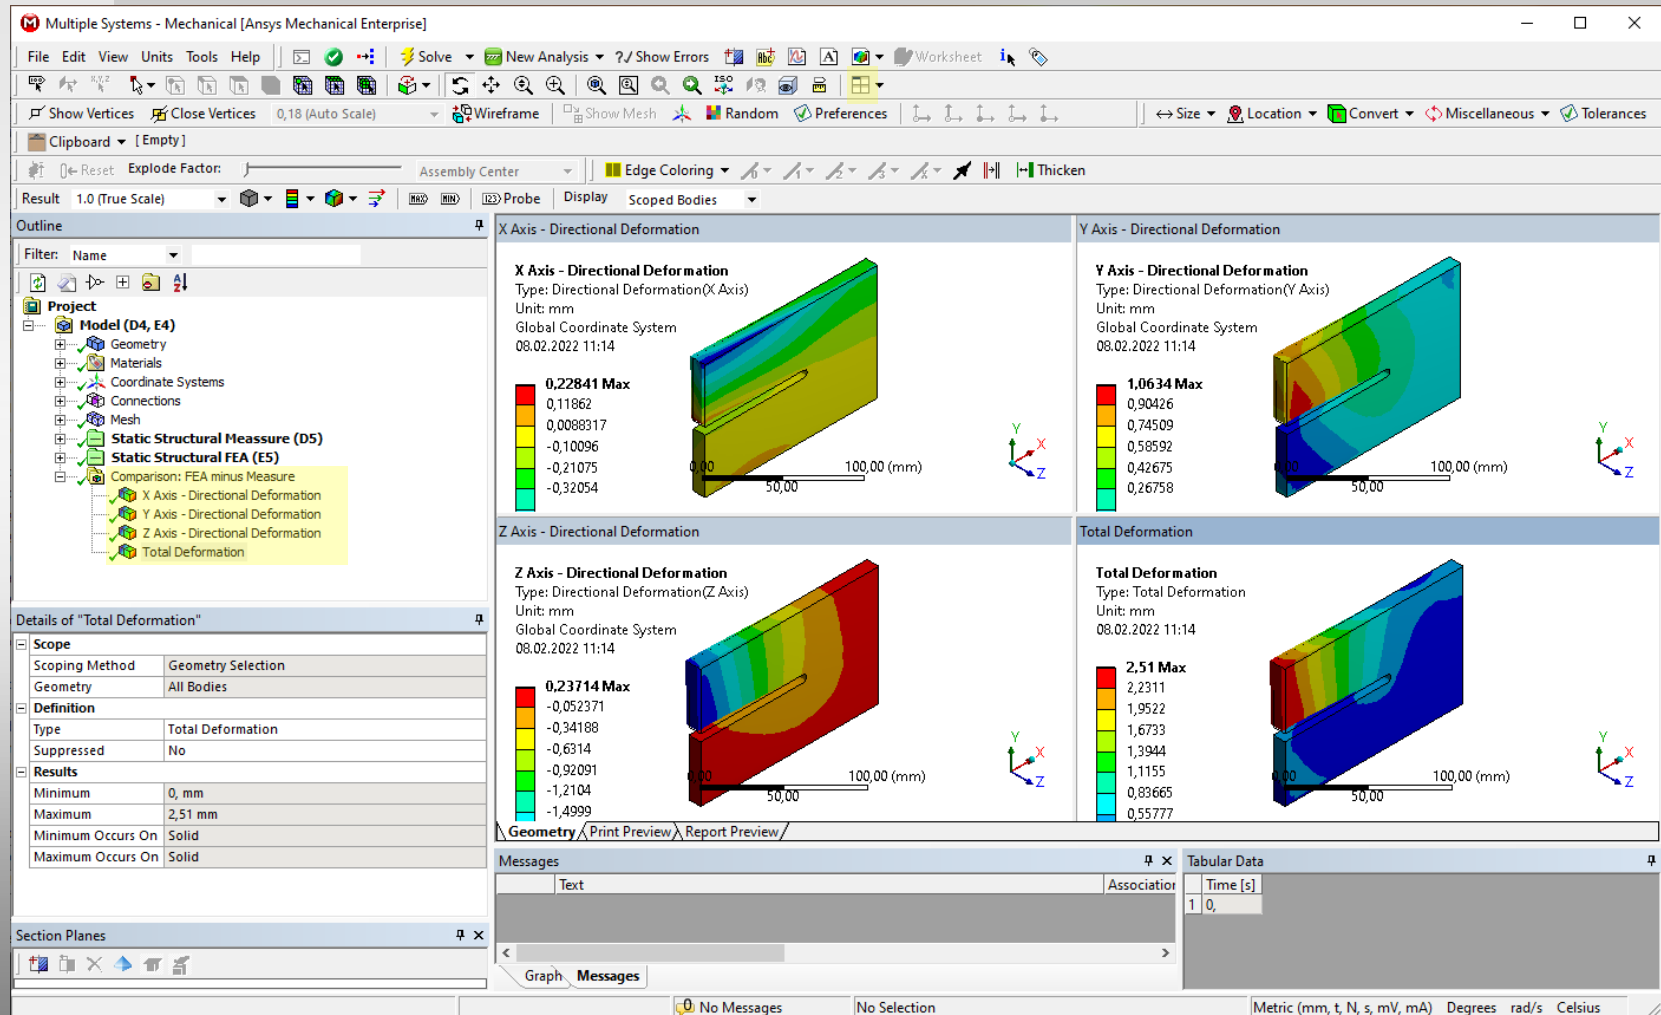 Multiple Systems - Mechanical [Ansys Mechanical Enterprise]
File Edit View Units Tools Help Solve New Analysis ?/ Show Errors Worksheet
Show Vertices Close Vertices 0,18 (Auto Scale) Wireframe Show Mesh Random Preferences Size Location Convert Miscellaneous Tolerances
Clipboard [ Empty ]
Reset Explode Factor: Assembly Center Edge Coloring Thicken
Result 1.0 (True Scale) MAX MIN Probe Display Scoped Bodies
Outline
Filter: Name
Project
Model (D4, E4)
Geometry
Materials
Coordinate Systems
Connections
Mesh
Static Structural Meassure (D5)
Static Structural FEA (E5)
Comparison: FEA minus Measure
X Axis - Directional Deformation
Y Axis - Directional Deformation
Z Axis - Directional Deformation
Total Deformation
Details of "Total Deformation"
Scope
Scoping Method Geometry Selection
Geometry All Bodies
Definition
Type Total Deformation
Suppressed No
Results
Minimum 0, mm
Maximum 2,51 mm
Minimum Occurs On Solid
Maximum Occurs On Solid
Section Planes
X Axis - Directional Deformation
X Axis - Directional Deformation
Type: Directional Deformation(X Axis)
Unit: mm
Global Coordinate System
08.02.2022 11:14
0,22841 Max
0,11862
0,0088317
-0,10096
-0,21075
-0,32054
0,00 100,00 (mm)
50,00
Y
X
Z
Y Axis - Directional Deformation
Y Axis - Directional Deformation
Type: Directional Deformation(Y Axis)
Unit: mm
Global Coordinate System
08.02.2022 11:14
1,0634 Max
0,90426
0,74509
0,58592
0,42675
0,26758
0,00 100,00 (mm)
50,00
Y
X
Z
Z Axis - Directional Deformation
Z Axis - Directional Deformation
Type: Directional Deformation(Z Axis)
Unit: mm
Global Coordinate System
08.02.2022 11:14
0,23714 Max
-0,052371
-0,34188
-0,6314
-0,92091
-1,2104
-1,4999
0,00 100,00 (mm)
50,00
Y
X
Z
Total Deformation
Total Deformation
Type: Total Deformation
Unit: mm
08.02.2022 11:14
2,51 Max
2,2311
1,9522
1,6733
1,3944
1,1155
0,83665
0,55777
0,00 100,00 (mm)
50,00
Y
X
Z
Geometry Print Preview Report Preview
Messages
Text Association
Graph Messages
Tabular Data
Time [s]
1 0,
0 No Messages No Selection Metric (mm, t, N, s, mV, mA) Degrees rad/s Celsius